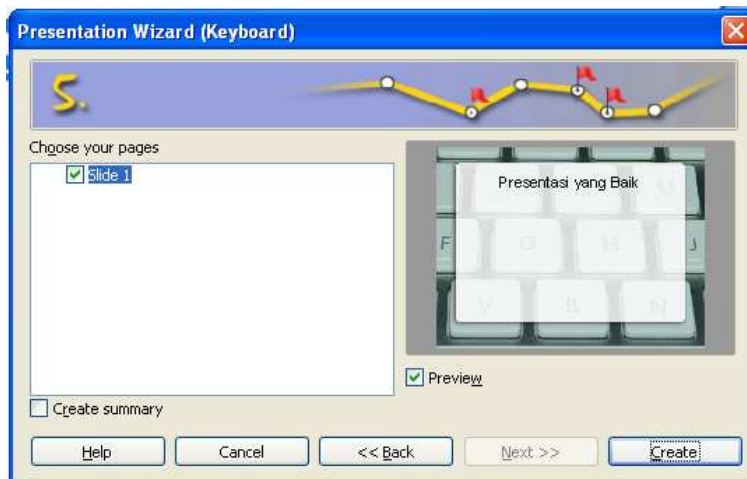 Presentation Wizard (Keyboard)
5.
Choose your pages
Slide 1
Presentasi yang Baik
F G H J
V B N
Preview
Create summary
Help Cancel << Back Next >> Create